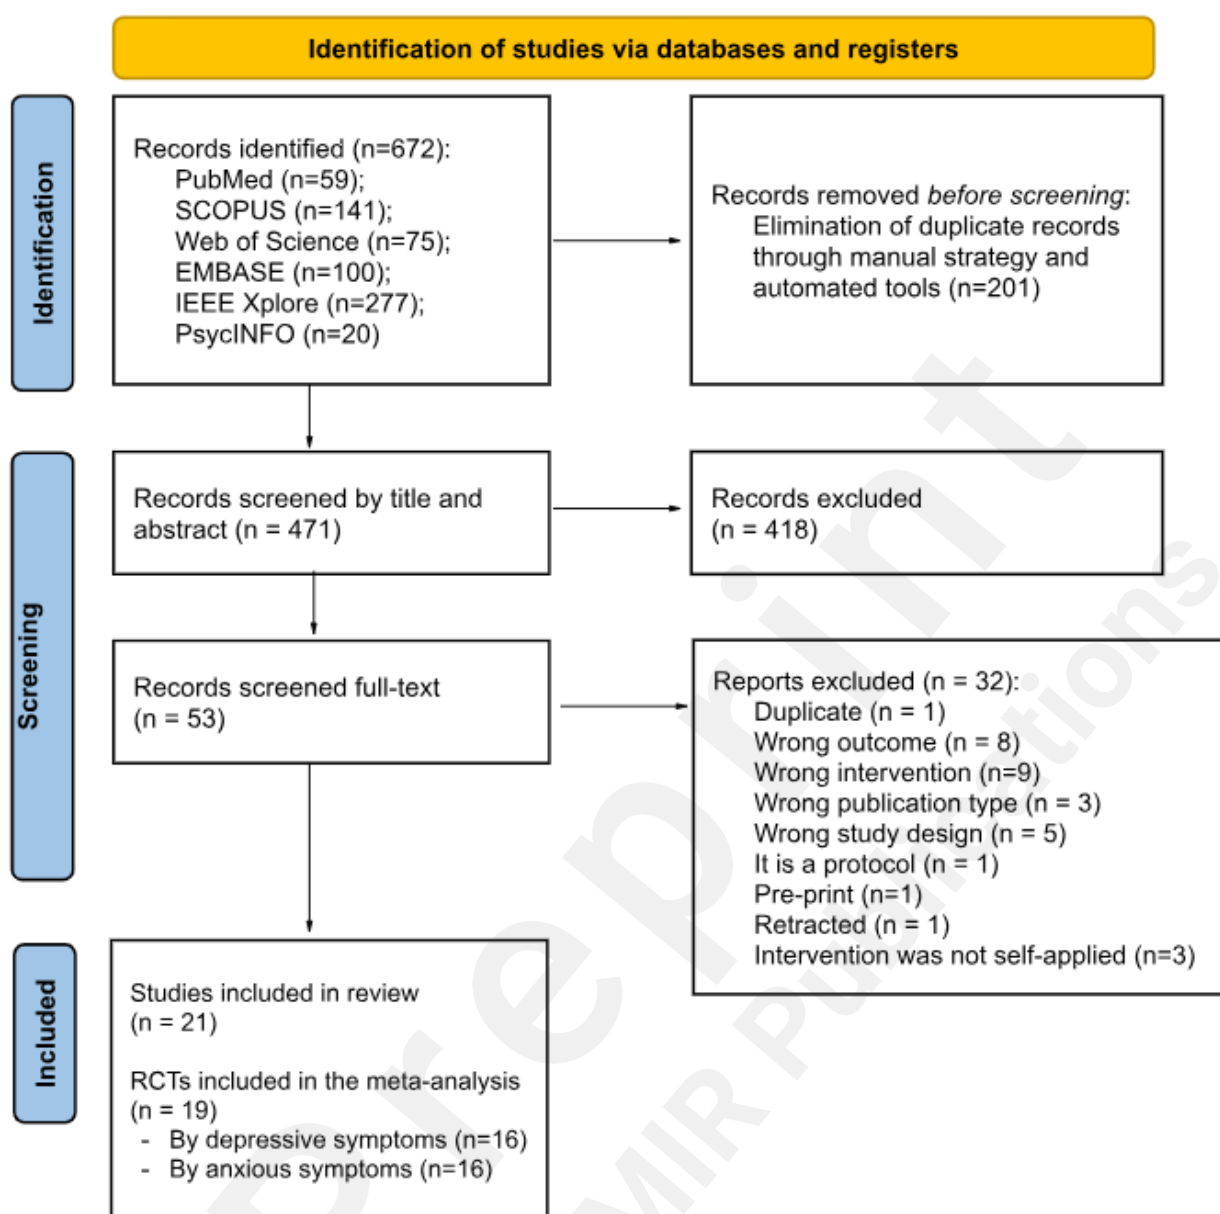 Identification of studies via databases and registers
Identification
Records identified (n=672):
PubMed (n=59);
SCOPUS (n=141);
Web of Science (n=75);
EMBASE (n=100);
IEEE Xplore (n=277);
PsycINFO (n=20)
Records removed before screening:
Elimination of duplicate records
through manual strategy and
automated tools (n=201)
Screening
Records screened by title and
abstract (n = 471)
Records excluded
(n = 418)
Records screened full-text
(n = 53)
Reports excluded (n = 32):
Duplicate (n = 1)
Wrong outcome (n = 8)
Wrong intervention (n=9)
Wrong publication type (n = 3)
Wrong study design (n = 5)
It is a protocol (n = 1)
Pre-print (n=1)
Retracted (n = 1)
Intervention was not self-applied (n=3)
Included
Studies included in review
(n = 21)
RCTs included in the meta-analysis
(n = 19)
- By depressive symptoms (n=16)
- By anxious symptoms (n=16)
Preprint
MIR Publications